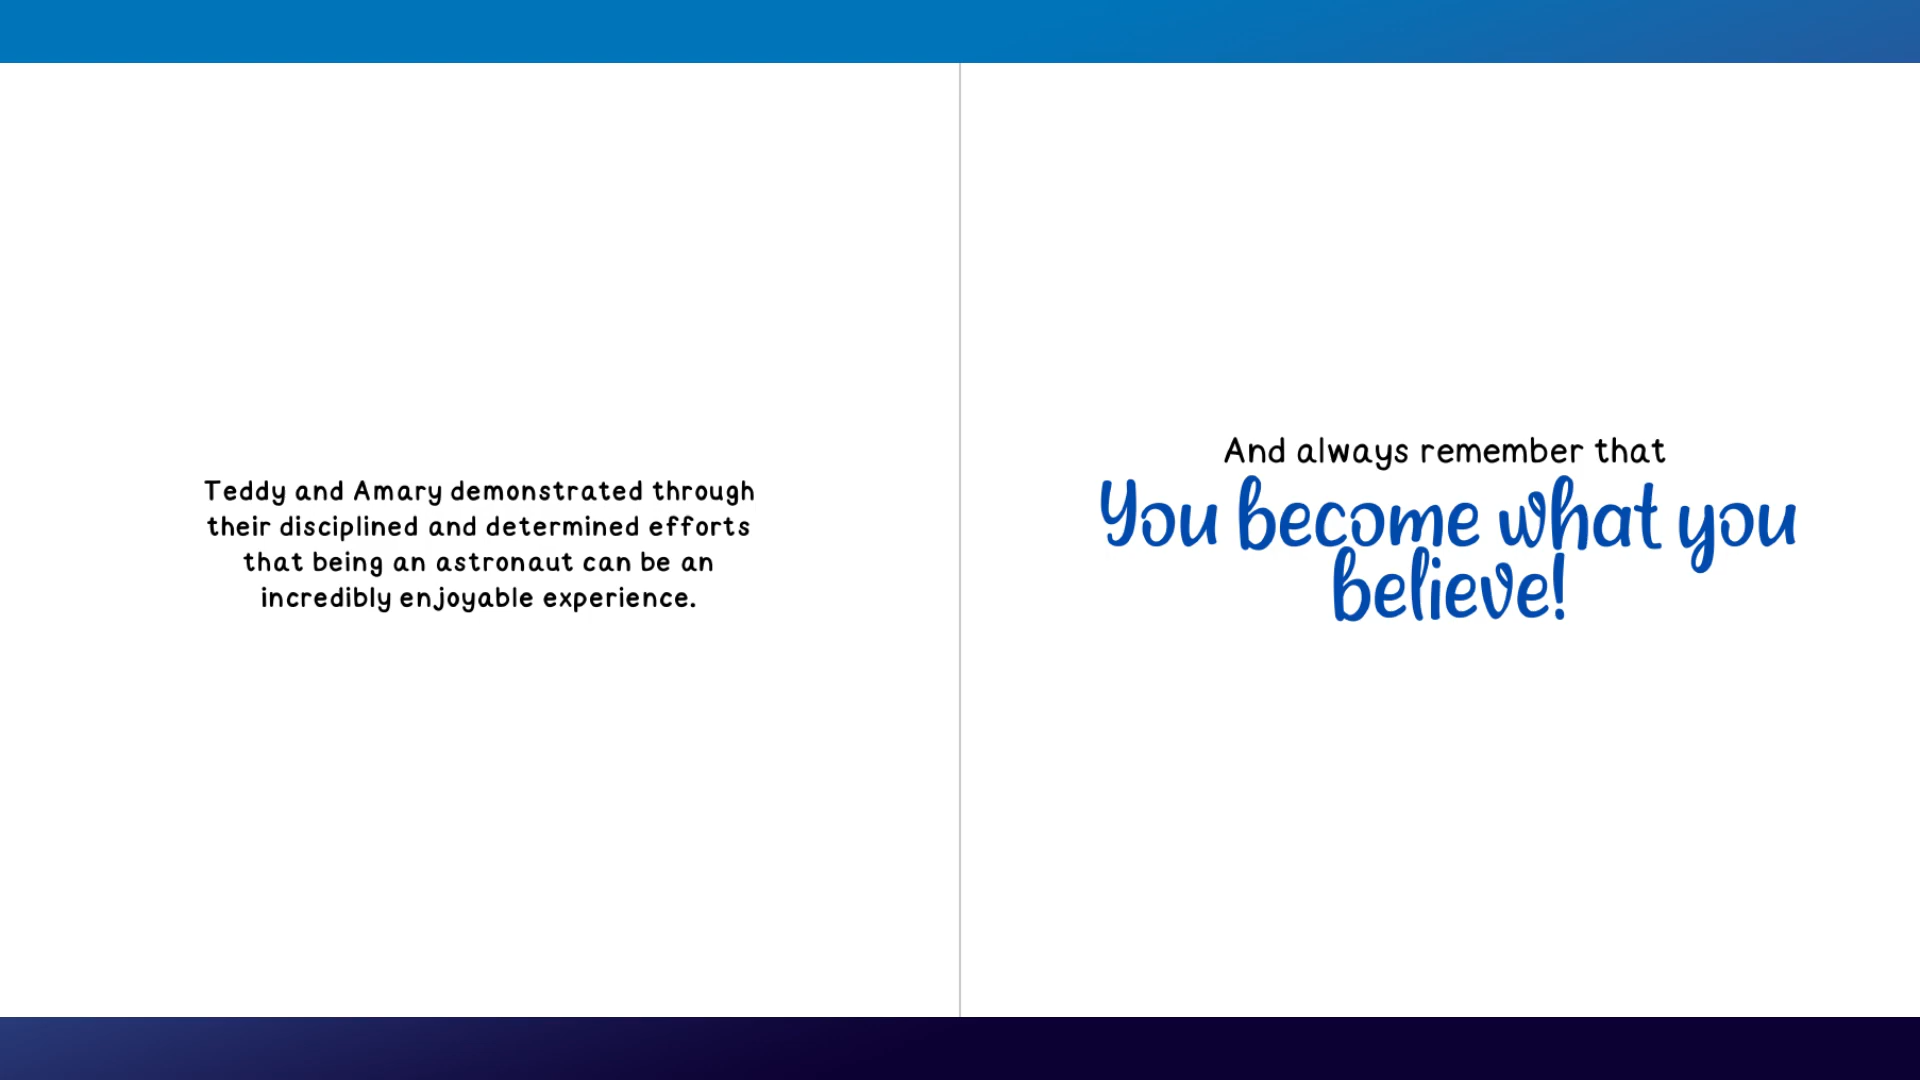 Teddy and Amary demonstrated through
their disciplined and determined efforts
that being an astronaut can be an
incredibly enjoyable experience.
And always remember that
You become what you
believe!